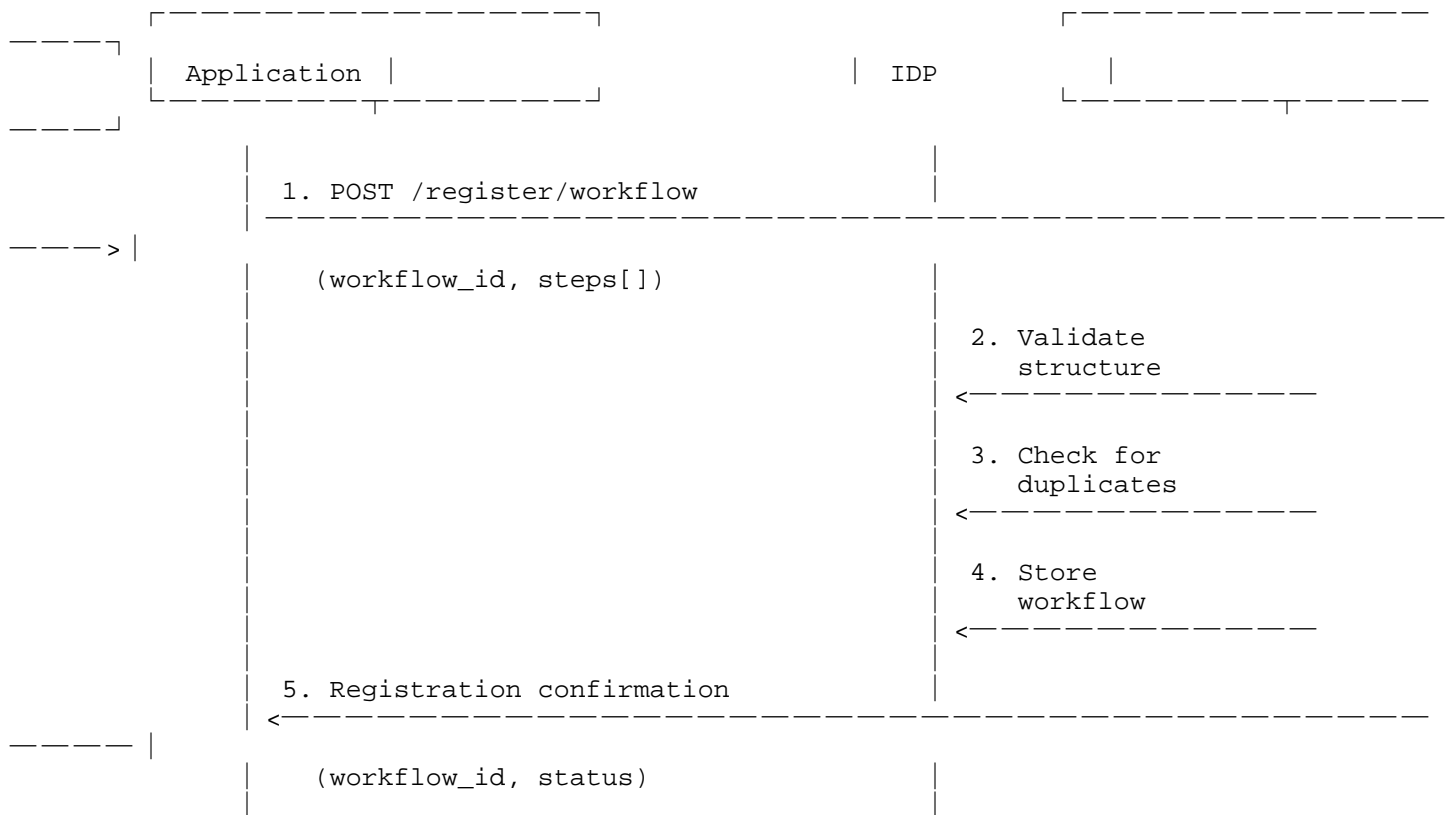 Application IDP
1. POST /register/workflow
(workflow_id, steps[])
2. Validate
structure
3. Check for
duplicates
4. Store
workflow
5. Registration confirmation
(workflow_id, status)